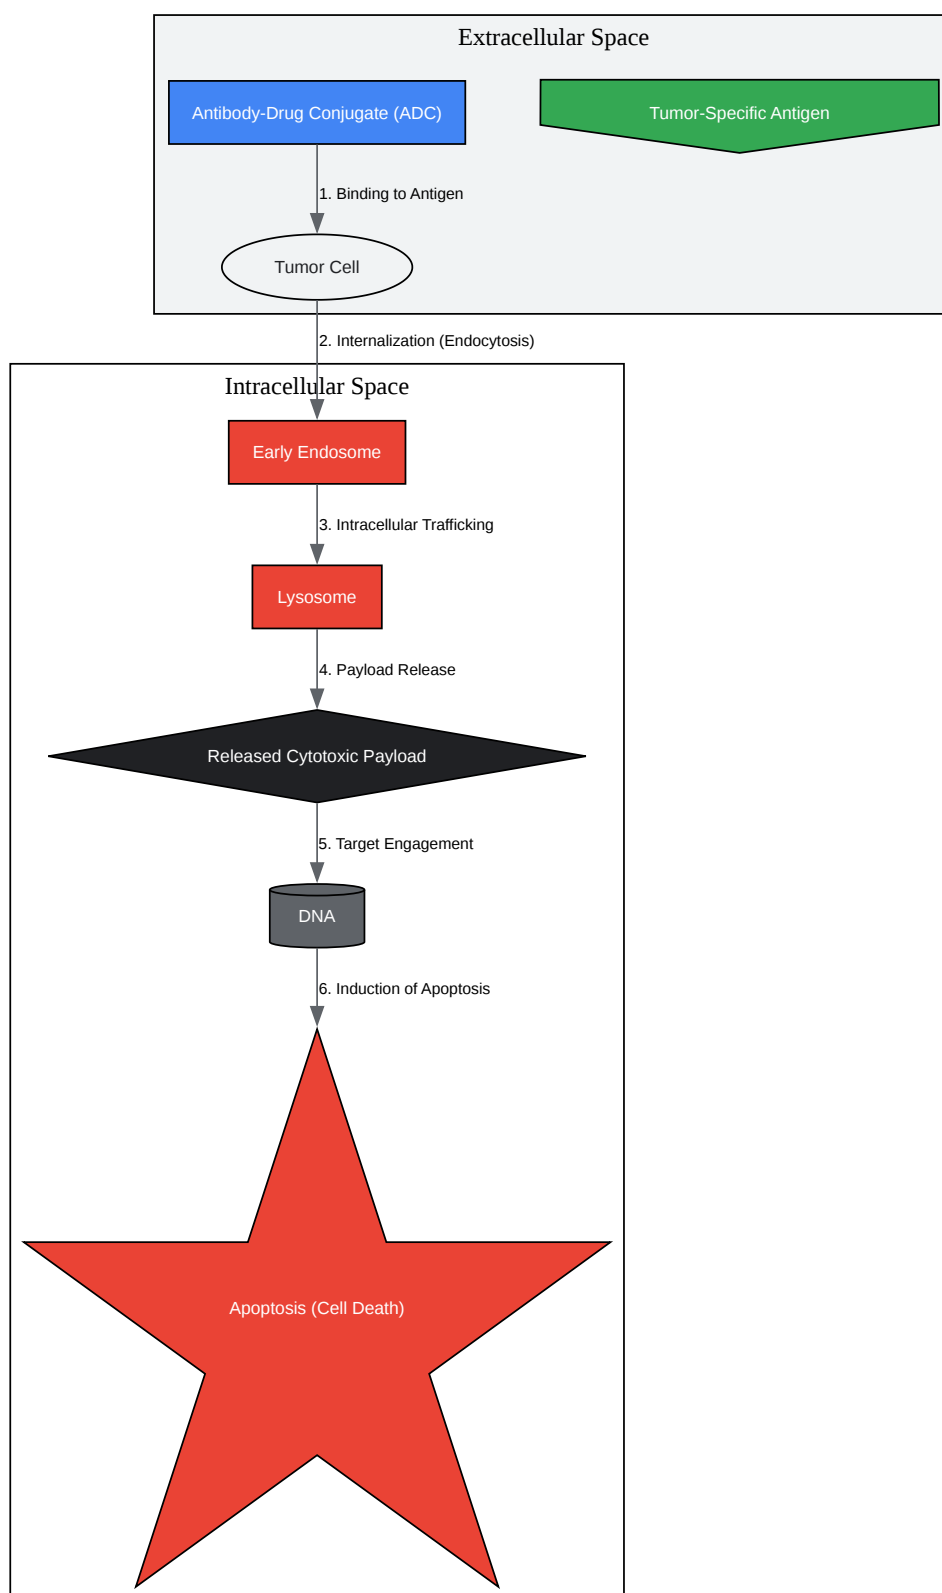 Extracellular Space
Antibody-Drug Conjugate (ADC)
Tumor-Specific Antigen
1. Binding to Antigen
Tumor Cell
2. Internalization (Endocytosis)
Intracellular Space
Early Endosome
3. Intracellular Trafficking
Lysosome
4. Payload Release
Released Cytotoxic Payload
5. Target Engagement
DNA
6. Induction of Apoptosis
Apoptosis (Cell Death)